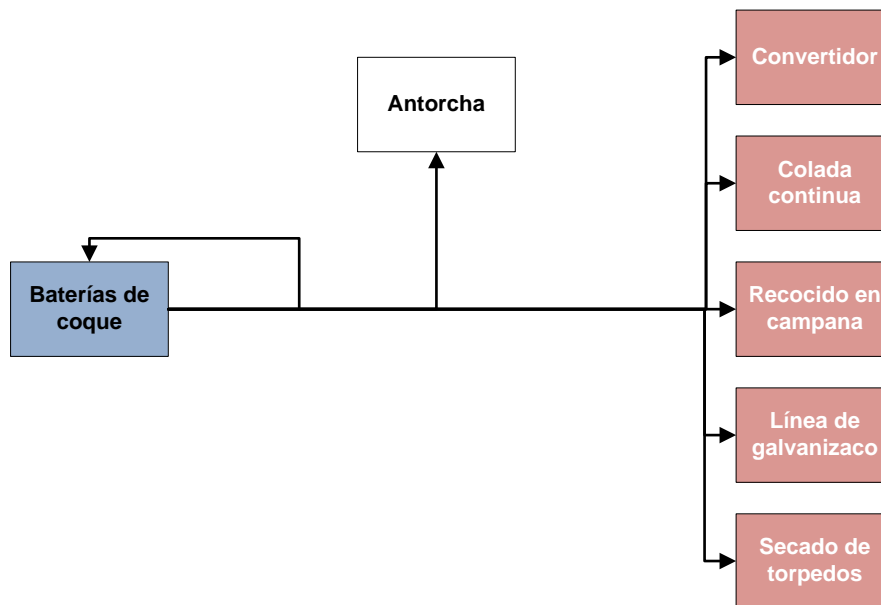 Convertidor
Antorcha
Colada
continua
Baterías de
coque
Recocido en
campana
Línea de
galvanizaco
Secado de
torpedos